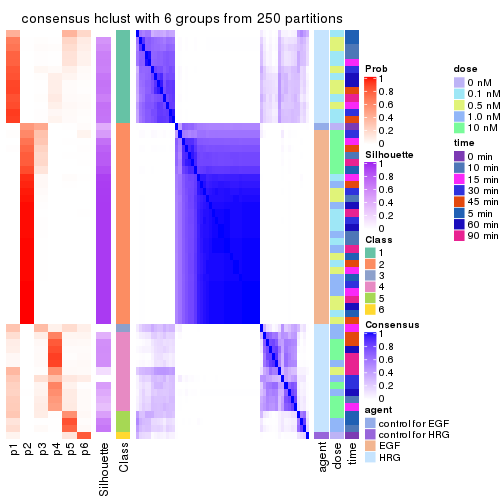 consensus hclust with 6 groups from 250 partitions
Prob
1
0.8
0.6
0.4
0.2
0
Silhouette
1
0.8
0.6
0.4
0.2
0
Class
1
2
3
4
5
6
Consensus
1
0.8
0.6
0.4
0.2
0
agent
control for EGF
control for HRG
EGF
HRG
dose
0 nM
0.1 nM
0.5 nM
1.0 nM
10 nM
time
0 min
10 min
15 min
30 min
45 min
5 min
60 min
90 min
p1
p2
p3
p4
p5
p6
Silhouette
Class
agent
dose
time